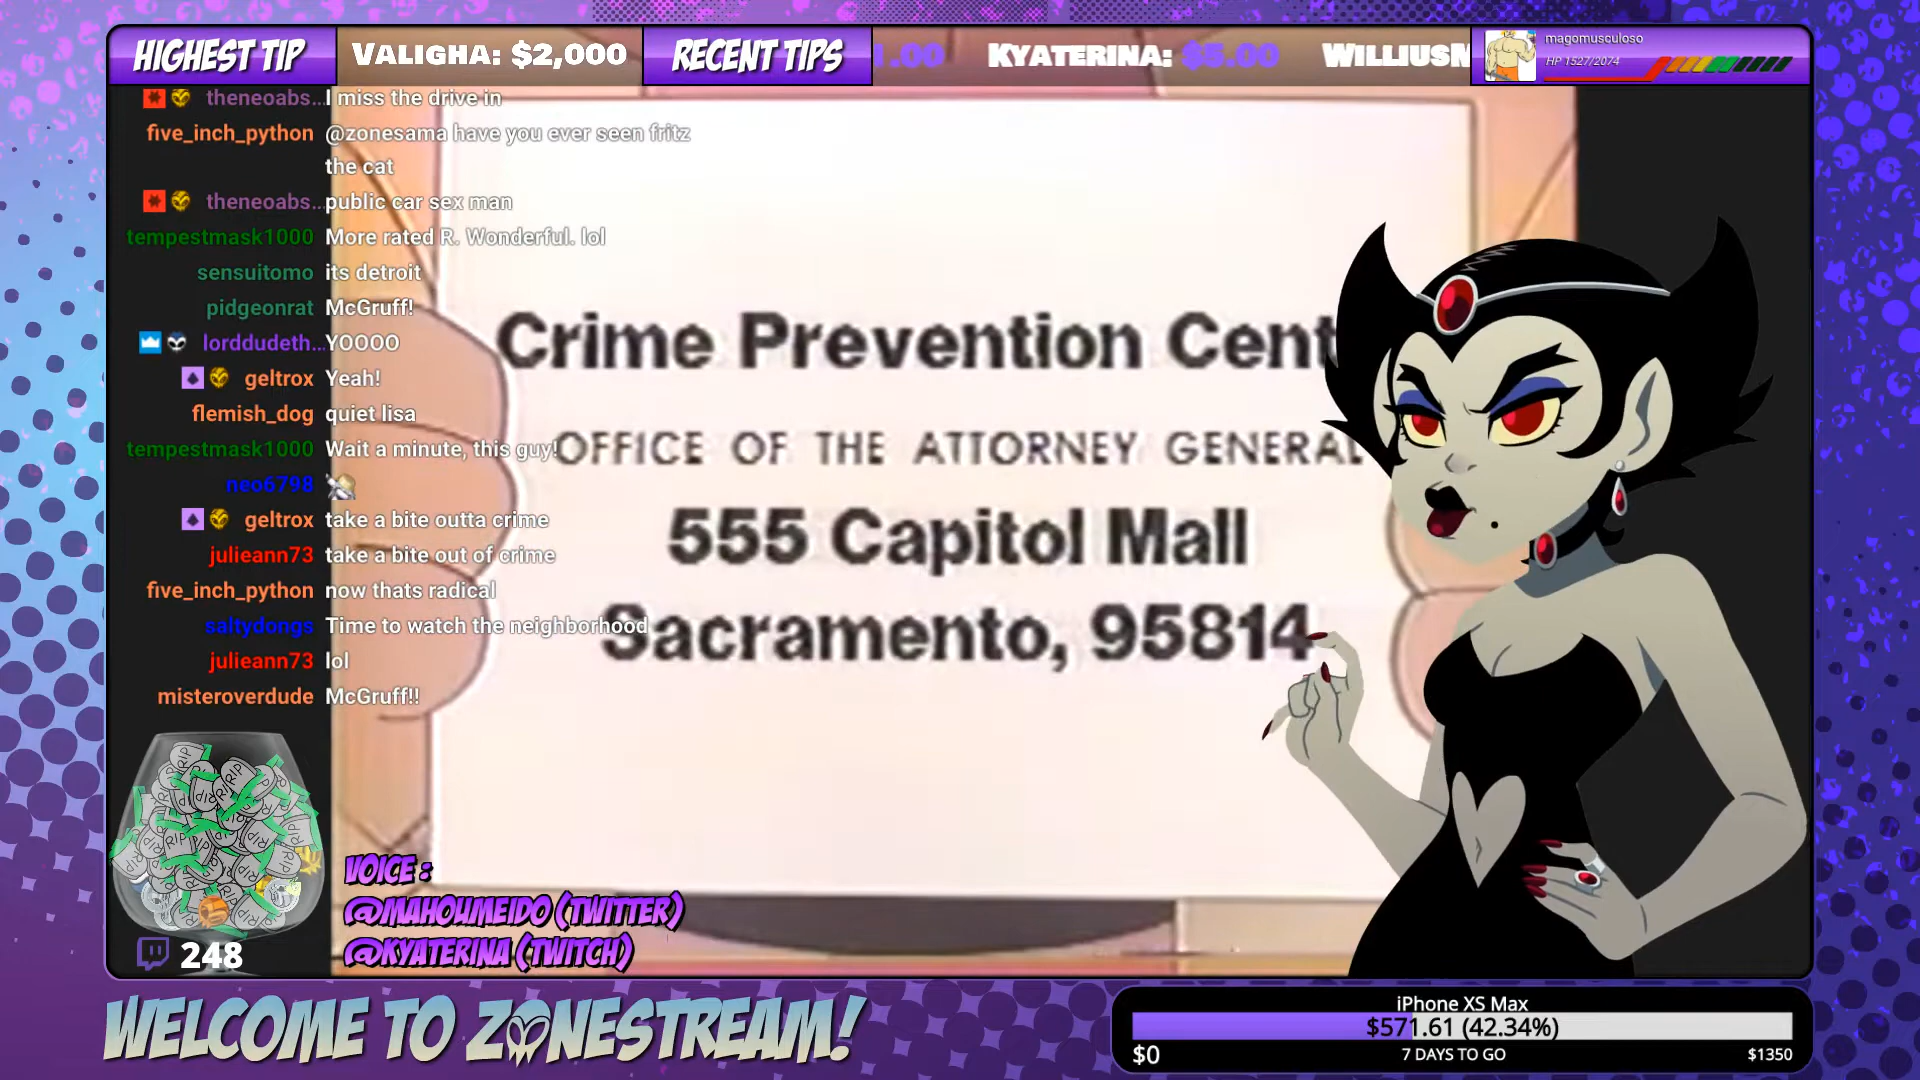 HIGHEST TIP
VALIGHA: $2,000
RECENT TIPS
1.00 KYATERINA: $5.00 WILLIUSM
magomusculoso
HP 1527/2074
theneoabs... I miss the drive in
five_inch_python @zonesama have you ever seen fritz
the cat
theneoabs... public car sex man
tempestmask1000 More rated R. Wonderful. lol
sensuitomo its detroit
pidgeonrat McGruff!
lorddudeth... YOOOO
geltrox Yeah!
flemish_dog quiet lisa
tempestmask1000 Wait a minute, this guy!
neo6798
geltrox take a bite outta crime
julieann73 take a bite out of crime
five_inch_python now thats radical
saltydongs Time to watch the neighborhood
julieann73 lol
misteroverdude McGruff!!
Crime Prevention Cent
OFFICE OF THE ATTORNEY GENERAL
555 Capitol Mall
Sacramento, 95814
RIP
VOICE :
@MAHOUMEIDO (TWITTER)
@KYATERINA (TWITCH)
248
WELCOME TO ZONESTREAM!
iPhone XS Max
$571.61 (42.34%)
$0 7 DAYS TO GO $1350